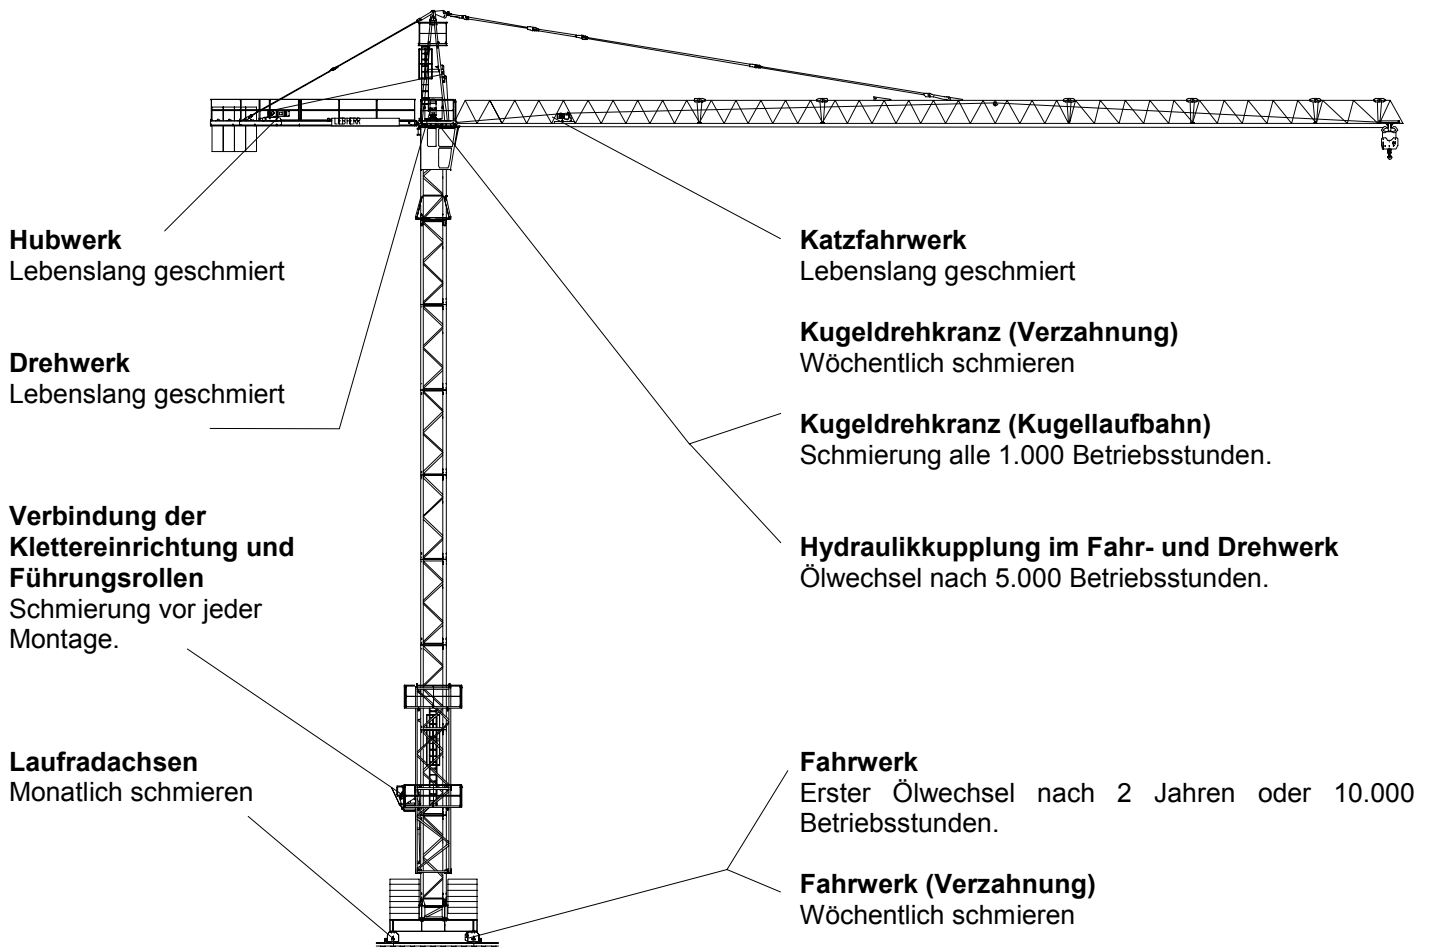 LIEBHERR
Hubwerk
Lebenslang geschmiert
Drehwerk
Lebenslang geschmiert
Verbindung der
Klettereinrichtung und
Führungsrollen
Schmierung vor jeder
Montage.
Laufradachsen
Monatlich schmieren
Katzfahrwerk
Lebenslang geschmiert
Kugeldrehkranz (Verzahnung)
Wöchentlich schmieren
Kugeldrehkranz (Kugellaufbahn)
Schmierung alle 1.000 Betriebsstunden.
Hydraulikkupplung im Fahr- und Drehwerk
Ölwechsel nach 5.000 Betriebsstunden.
Fahrwerk
Erster Ölwechsel nach 2 Jahren oder 10.000
Betriebsstunden.
Fahrwerk (Verzahnung)
Wöchentlich schmieren